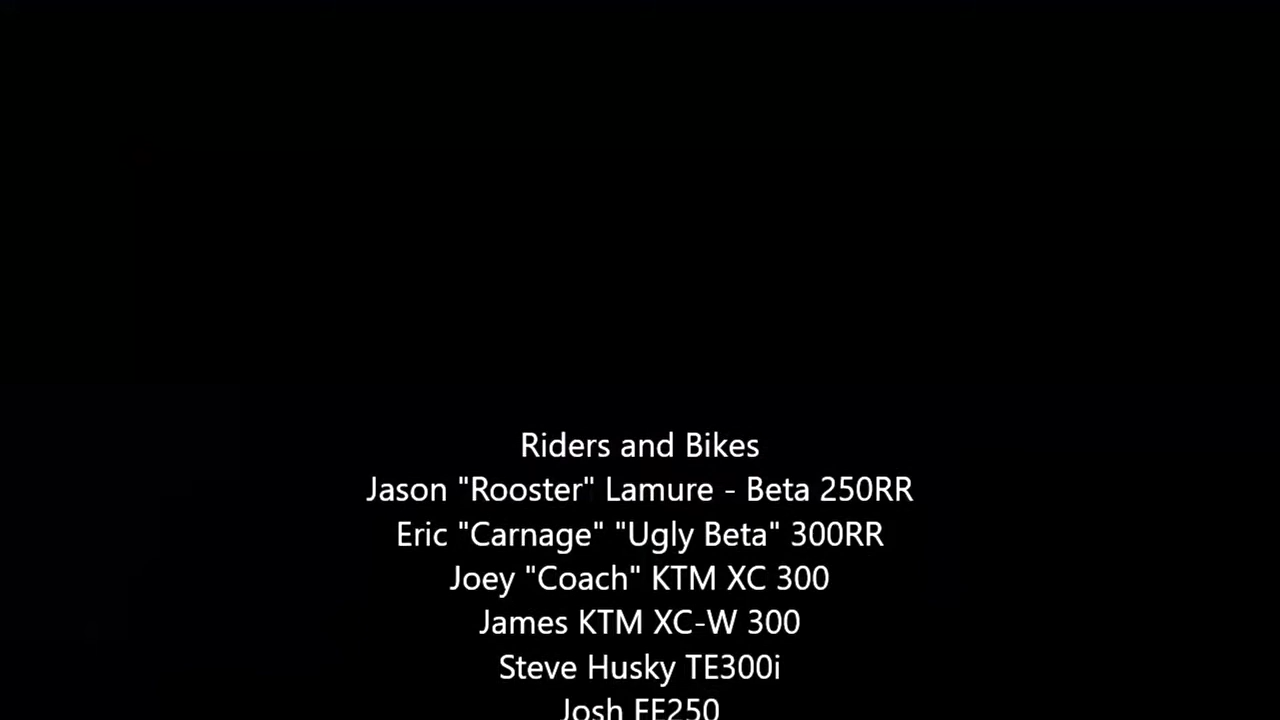 Riders and Bikes
Jason "Rooster" Lamure - Beta 250RR
Eric "Carnage" "Ugly Beta" 300RR
Joey "Coach" KTM XC 300
James KTM XC-W 300
Steve Husky TE300i
Josh